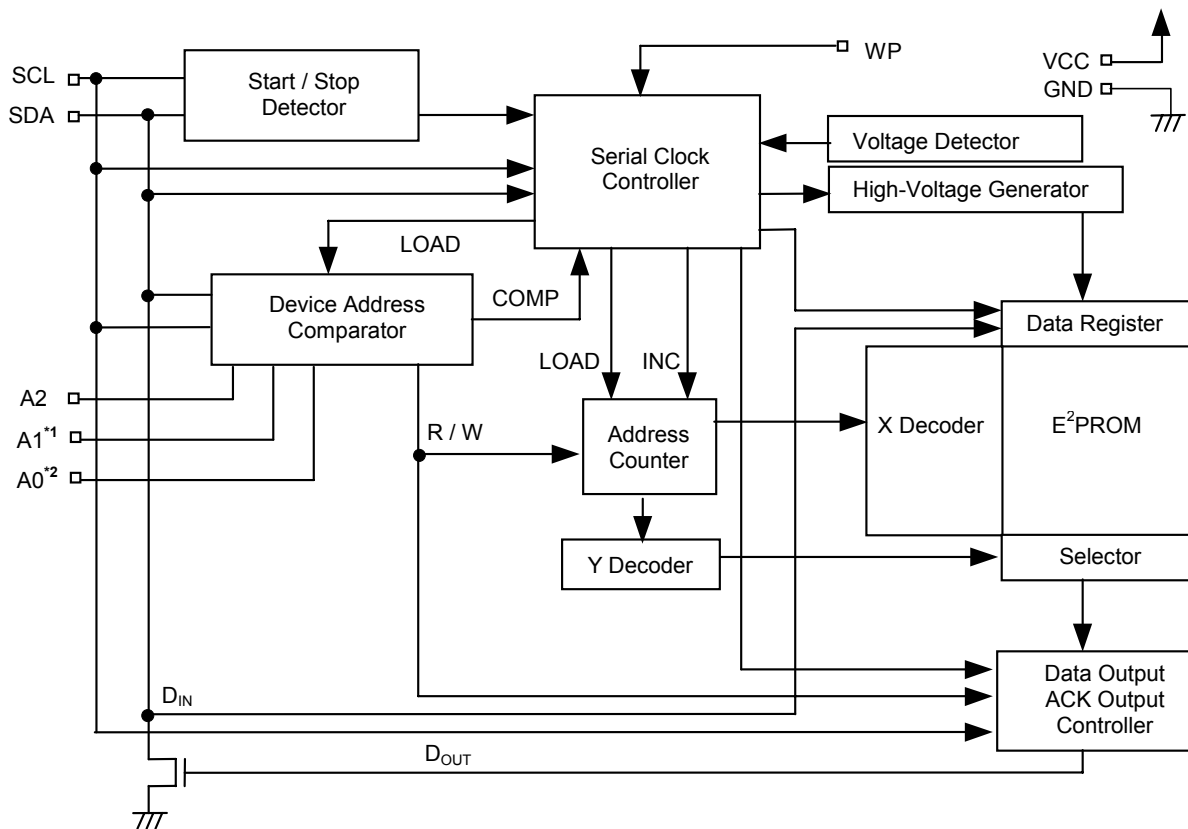 SCL
SDA
Start / Stop
Detector
WP
VCC
GND
Serial Clock
Controller
Voltage Detector
High-Voltage Generator
LOAD
Device Address
Comparator
COMP
Data Register
LOAD
INC
A2
A1*1
A0*2
R / W
Address
Counter
X Decoder
E²PROM
Y Decoder
Selector
Data Output
ACK Output
Controller
DIN
DOUT